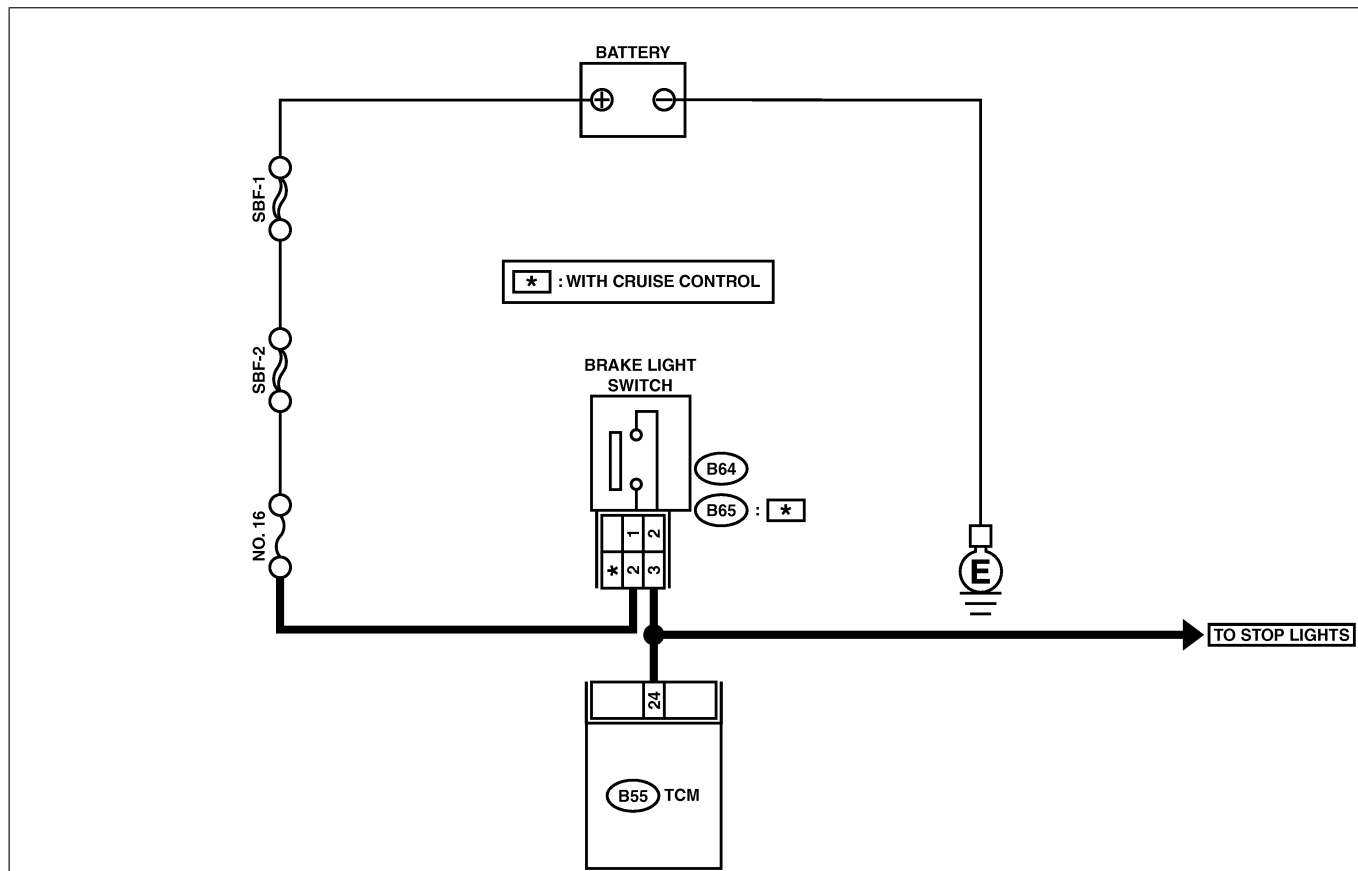 BATTERY
SBF-1
* : WITH CRUISE CONTROL
SBF-2
BRAKE LIGHT
SWITCH
B64
B65 : *
NO. 16
1 2
* 2 3
E
TO STOP LIGHTS
24
B55 TCM